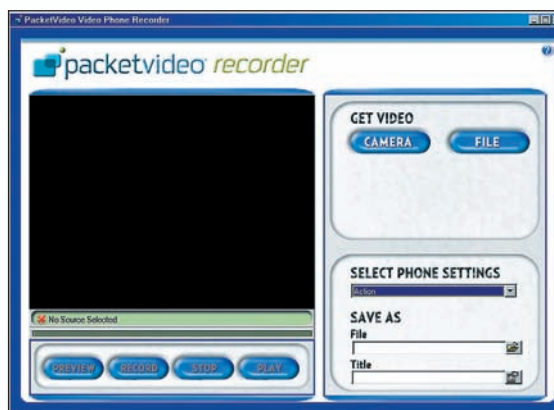 PacketVideo Video Phone Recorder
packetvideo recorder
GET VIDEO
CAMERA
FILE
No Source Selected
PREVIEW
RECORD
STOP
PLAY
SELECT PHONE SETTINGS
Action
SAVE AS
File
Title